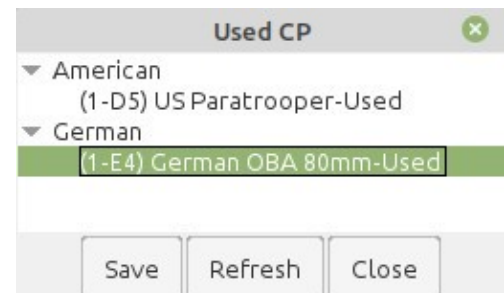 Used CP
American
(1-D5) US Paratrooper-Used
German
(1-E4) German OBA 80mm-Used
Save Refresh Close